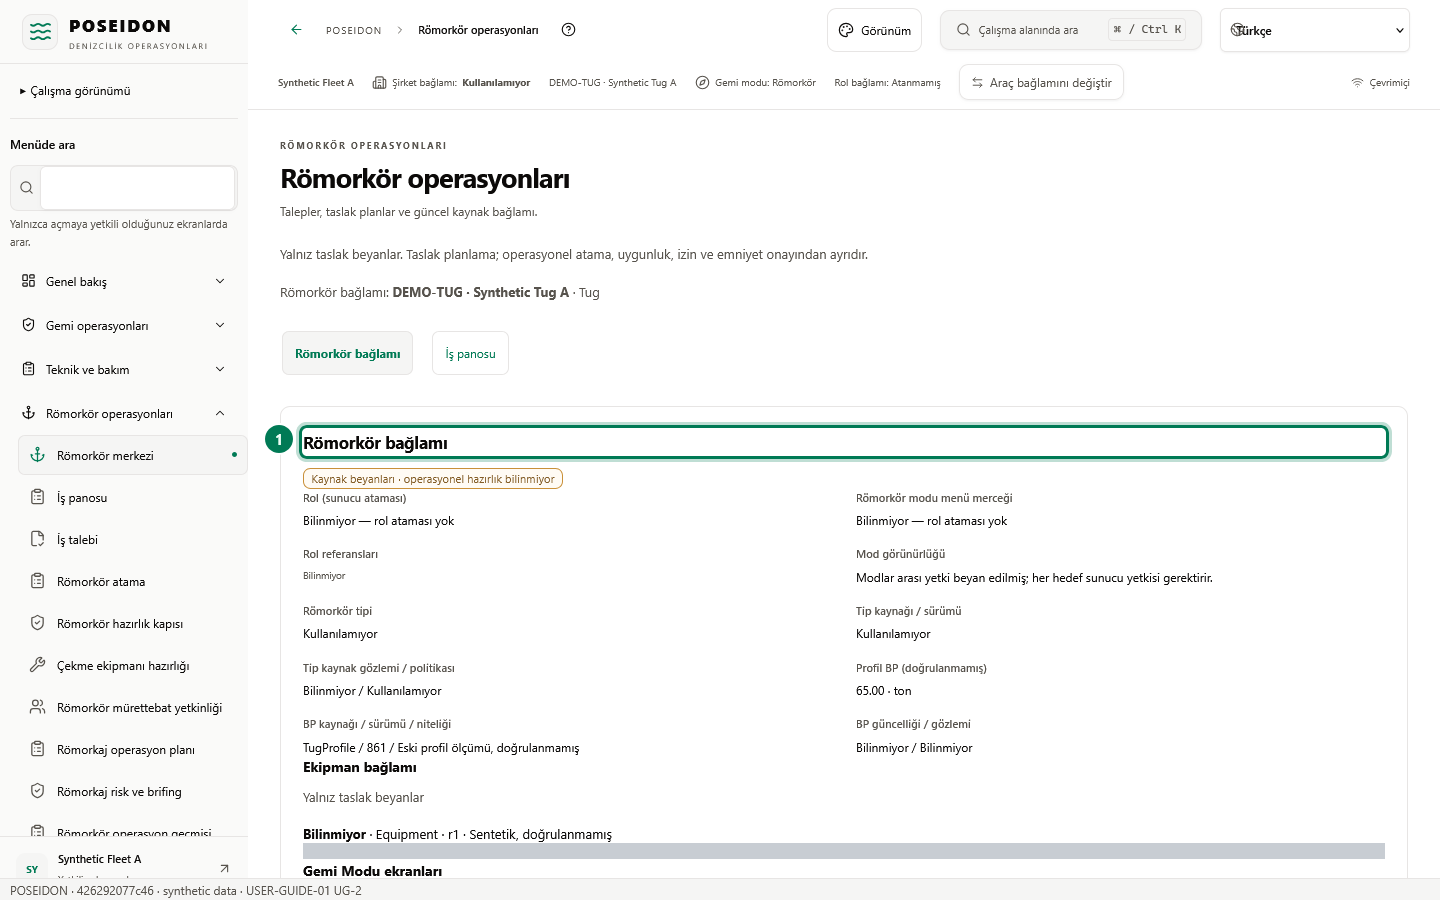 POSEIDON
DENİZCİLİK OPERASYONLARI
Çalışma görünümü
Menüde ara
Yalnızca açmaya yetkili olduğunuz ekranlarda
arar.
Genel bakış
Gemi operasyonları
Teknik ve bakım
Römorkör operasyonları
Römorkör merkezi
İş panosu
İş talebi
Römorkör atama
Römorkör hazırlık kapısı
Çekme ekipmanı hazırlığı
Römorkör mürettebat yetkinliği
Römorkaj operasyon planı
Römorkaj risk ve brifing
Römorkör operasyon geçmişi
SY
Synthetic Fleet A
POSEIDON
Römorkör operasyonları
Görünüm
Çalışma alanında ara
⌘ / Ctrl K
Türkçe
Synthetic Fleet A
Şirket bağlamı: Kullanılamıyor
DEMO-TUG · Synthetic Tug A
Gemi modu: Römorkör
Rol bağlamı: Atanmamış
Araç bağlamını değiştir
Çevrimiçi
RÖMORKÖR OPERASYONLARI
Römorkör operasyonları
Talepler, taslak planlar ve güncel kaynak bağlamı.
Yalnız taslak beyanlar. Taslak planlama; operasyonel atama, uygunluk, izin ve emniyet onayından ayrıdır.
Römorkör bağlamı: DEMO-TUG · Synthetic Tug A · Tug
Römorkör bağlamı
İş panosu
1
Römorkör bağlamı
Kaynak beyanları · operasyonel hazırlık bilinmiyor
Rol (sunucu ataması)
Bilinmiyor — rol ataması yok
Römorkör modu menü merceği
Bilinmiyor — rol ataması yok
Rol referansları
Bilinmiyor
Mod görünürlüğü
Modlar arası yetki beyan edilmiş; her hedef sunucu yetkisi gerektirir.
Römorkör tipi
Kullanılamıyor
Tip kaynağı / sürümü
Kullanılamıyor
Tip kaynak gözlemi / politikası
Bilinmiyor / Kullanılamıyor
Profil BP (doğrulanmamış)
65.00 · ton
BP kaynağı / sürümü / niteliği
TugProfile / 861 / Eski profil ölçümü, doğrulanmamış
BP güncelliği / gözlemi
Bilinmiyor / Bilinmiyor
Ekipman bağlamı
Yalnız taslak beyanlar
Bilinmiyor · Equipment · r1 · Sentetik, doğrulanmamış
Gemi Modu ekranları
POSEIDON · 426292077c46 · synthetic data · USER-GUIDE-01 UG-2